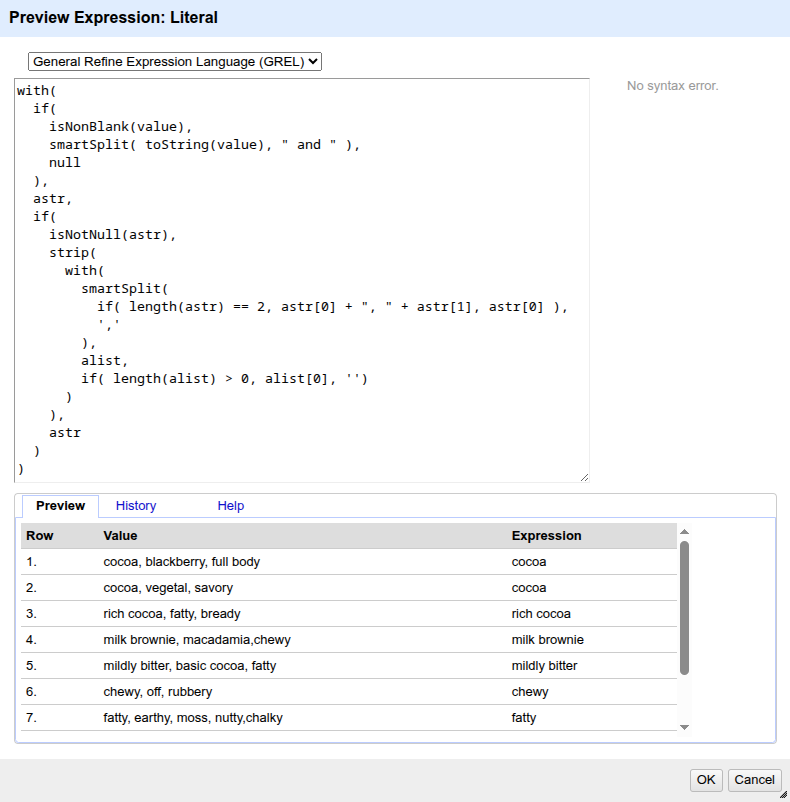 Preview Expression: Literal
General Refine Expression Language (GREL)
with(
  if(
    isNonBlank(value),
    smartSplit( toString(value), " and " ),
    null
  ),
  astr,
  if(
    isNotNull(astr),
    strip(
      with(
        smartSplit(
          if( length(astr) == 2, astr[0] + ", " + astr[1], astr[0] ),
          ','
        ),
        alist,
        if( length(alist) > 0, alist[0], '')
      )
    ),
    astr
  )
)
No syntax error.
Preview History Help
Row Value Expression
1. cocoa, blackberry, full body cocoa
2. cocoa, vegetal, savory cocoa
3. rich cocoa, fatty, bready rich cocoa
4. milk brownie, macadamia,chewy milk brownie
5. mildly bitter, basic cocoa, fatty mildly bitter
6. chewy, off, rubbery chewy
7. fatty, earthy, moss, nutty,chalky fatty
OK Cancel